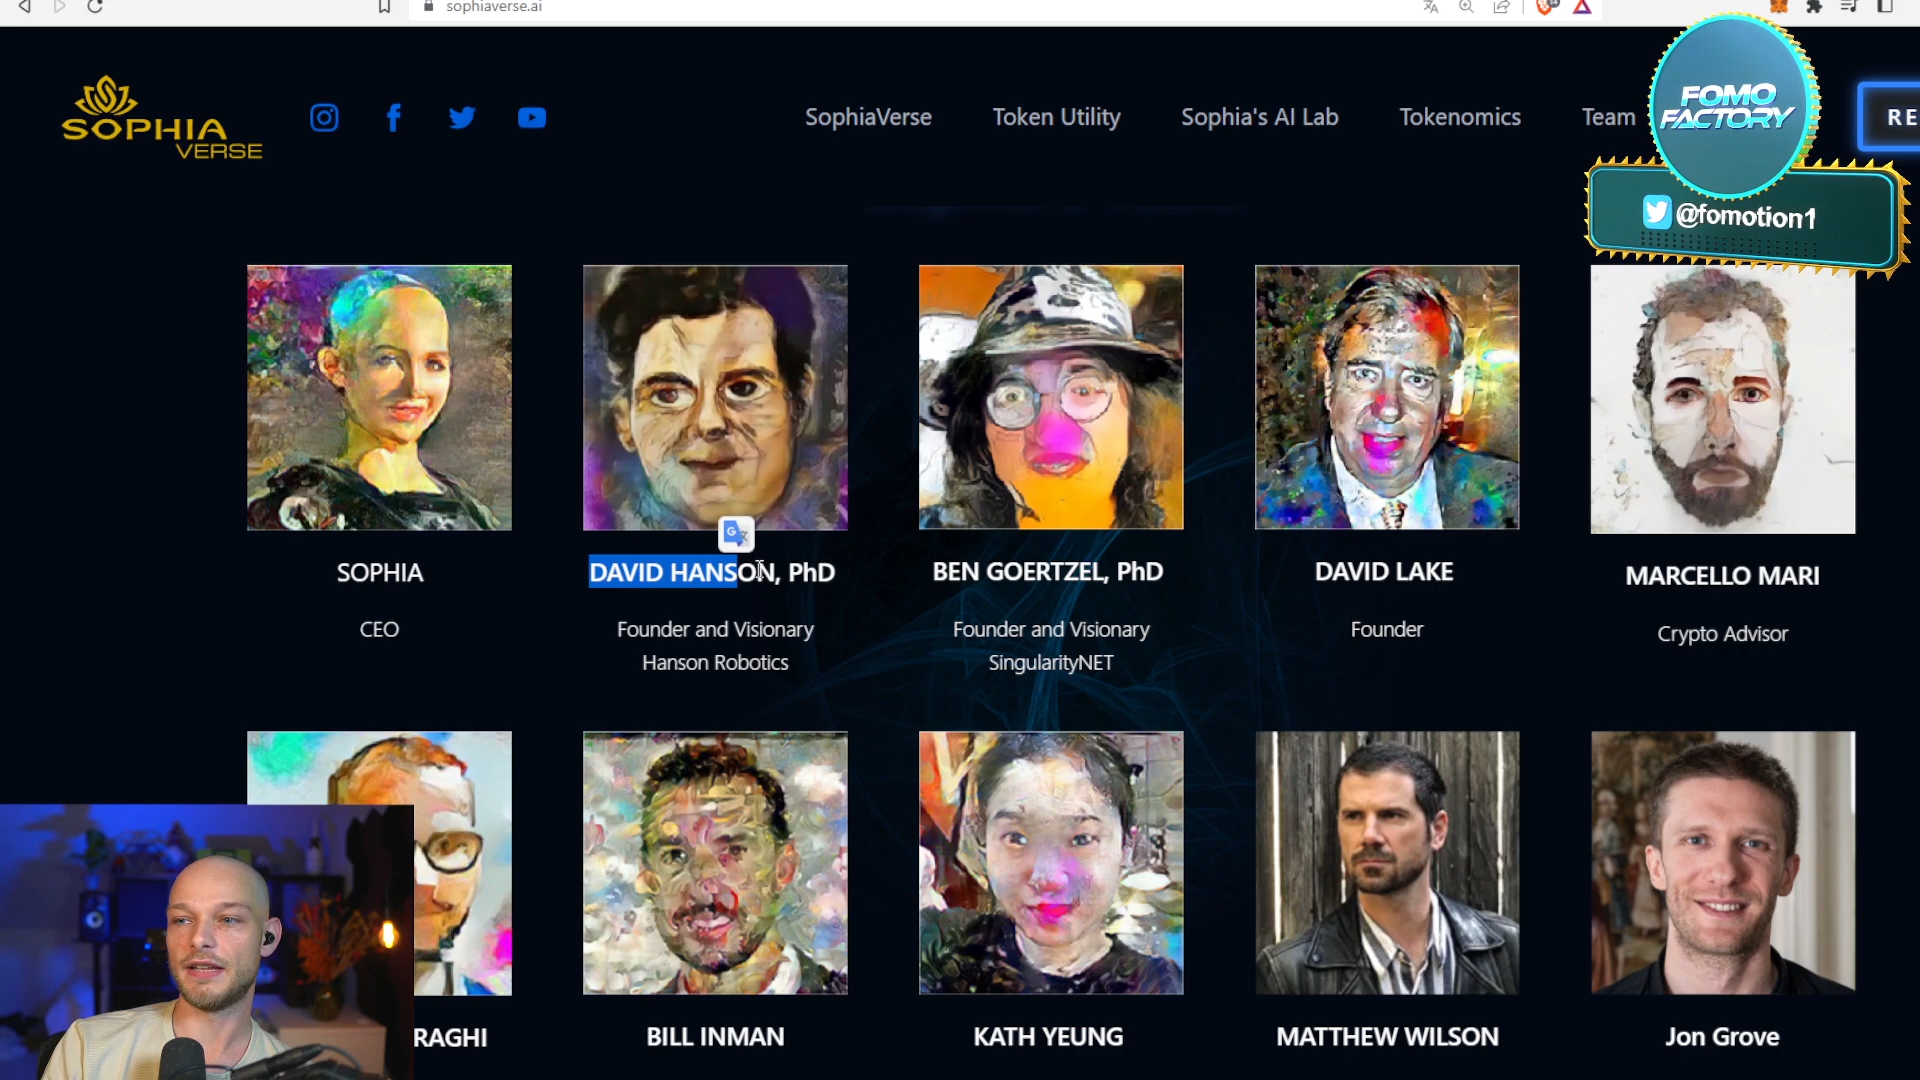 sophiaverse.ai
SOPHIA
VERSE
SophiaVerse
Token Utility
Sophia's AI Lab
Tokenomics
Team
RE
FOMO
FACTORY
@fomotion1
SOPHIA
CEO
DAVID HANSON, PhD
Founder and Visionary
Hanson Robotics
BEN GOERTZEL, PhD
Founder and Visionary
SingularityNET
DAVID LAKE
Founder
MARCELLO MARI
Crypto Advisor
RAGHI
BILL INMAN
KATH YEUNG
MATTHEW WILSON
Jon Grove